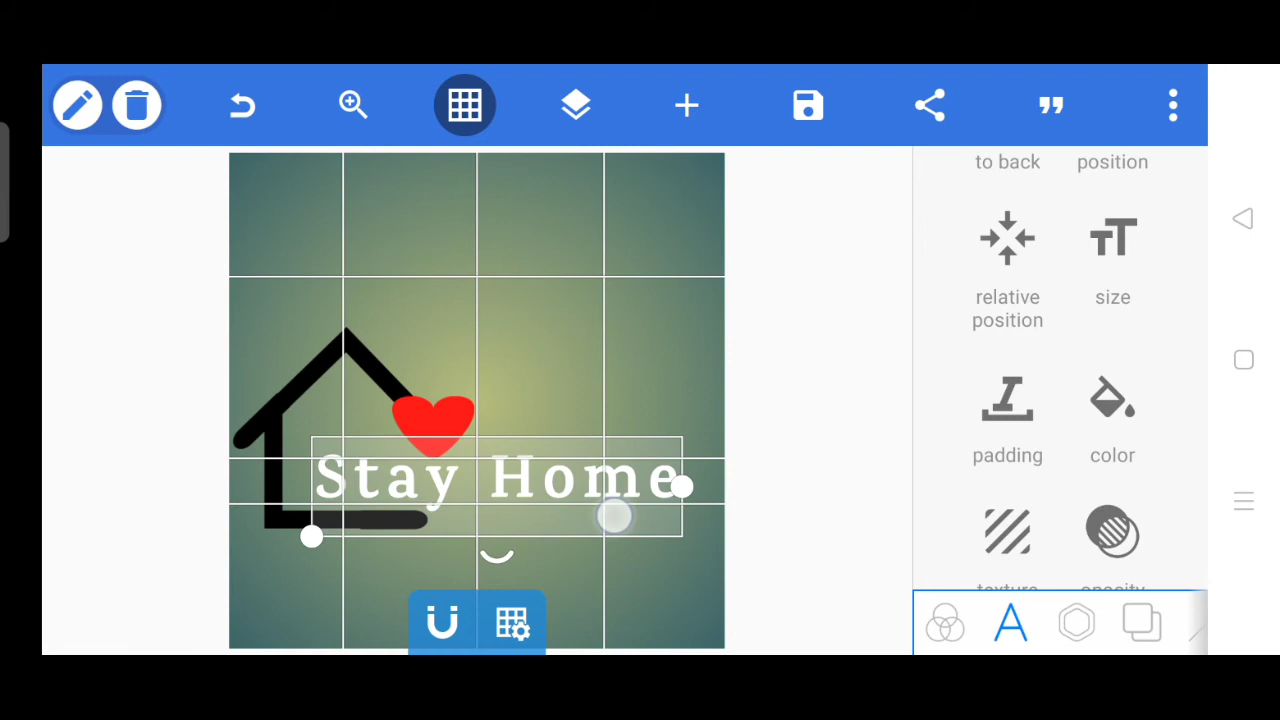 to back
position
relative
position
size
Stay Home
padding
color